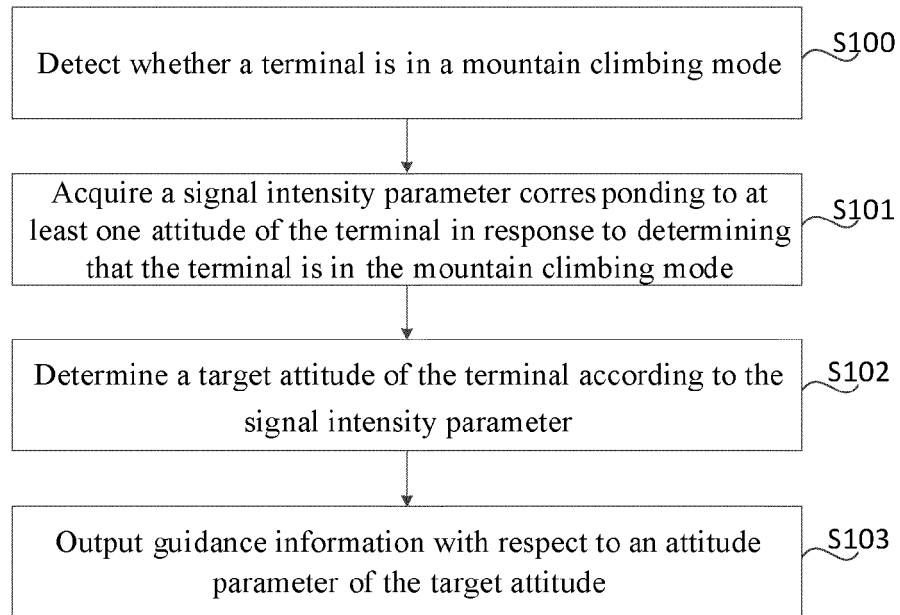 Detect whether a terminal is in a mountain climbing mode
S100
Acquire a signal intensity parameter corres ponding to at
least one attitude of the terminal in response to determining
that the terminal is in the mountain climbing mode
S101
Determine a target attitude of the terminal according to the
signal intensity parameter
S102
Output guidance information with respect to an attitude
parameter of the target attitude
S103